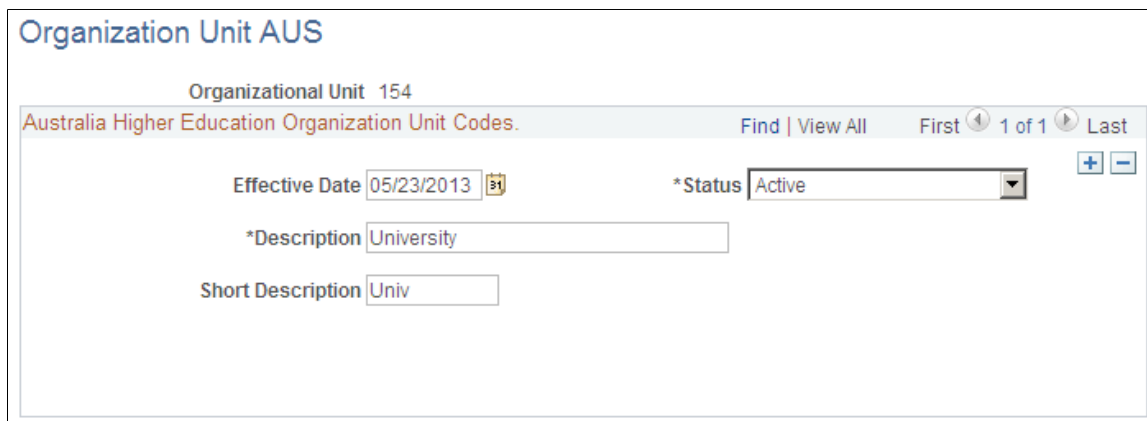 Organization Unit AUS
Organizational Unit 154
Australia Higher Education Organization Unit Codes. Find | View All First 1 of 1 Last
Effective Date 05/23/2013 31 *Status Active
*Description University
Short Description Univ